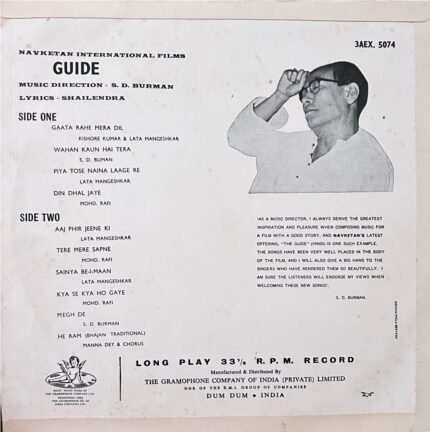 3AEX. 5074
NAVKETAN INTERNATIONAL FILMS
GUIDE
MUSIC DIRECTION - S. D. BURMAN
LYRICS - SHAILENDRA
SIDE ONE
GAATA RAHE MERA DIL
KISHORE KUMAR & LATA MANGESHKAR
WAHAN KAUN HAI TERA
S. D. BUMAN
PIYA TOSE NAINA LAAGE RE
LATA MANGESHKAR
DIN DHAL JAYE
MOHD. RAFI
SIDE TWO
AAJ PHIR JEENE KI
LATA MANGESHKAR
TERE MERE SAPNE
MOHD. RAFI
SAINYA BE-I-MAAN
LATA MANGESHKAR
KYA SE KYA HO GAYE
MOHD. RAFI
MEGH DE
S. D. BURMAN
HE RAM (BHAJAN TRADITIONAL)
MANNA DEY & CHORUS
'AS A MUSIC DIRECTOR, I ALWAYS DERIVE THE GREATEST
INSPIRATION AND PLEASURE WHEN COMPOSING MUSIC FOR
A FILM WITH A GOOD STORY, AND NAVKETAN'S LATEST
OFFERING, "THE GUIDE" (HINDI) IS ONE SUCH EXAMPLE.
THE SONGS HAVE BEEN VERY WELL PLACED IN THE BODY
OF THE FILM, AND I WILL ALSO GIVE A BIG HAND TO THE
SINGERS WHO HAVE RENDERED THEM SO BEAUTIFULLY. I
AM SURE THE LISTENERS WILL ENDORSE MY VIEWS WHEN
WELCOMING THESE NEW SONGS'.
S. D. BURMAN.
LONG PLAY 33⅓ R.P.M. RECORD
Manufactured & Distributed By
THE GRAMOPHONE COMPANY OF INDIA (PRIVATE) LIMITED
ONE OF THE E.M.I. GROUP OF COMPANIES
DUM DUM • INDIA